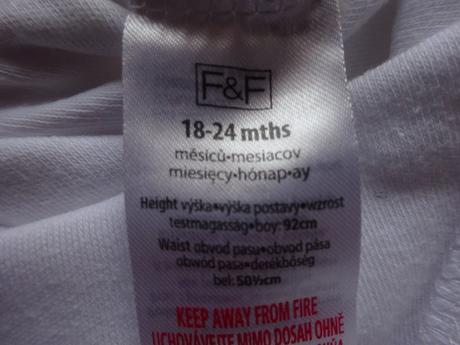 F&F
18-24 mths
měsíců•mesiacov
miesięcy•hónap•ay
Height výška•výška postavy•wzrost
testmagasság•boy: 92cm
Waist obvod pasu•obvod pása
obwód pasa•derékbőség
bel: 50½cm
KEEP AWAY FROM FIRE
UCHOVÁVEJTE MIMO DOSAH OHNĚ